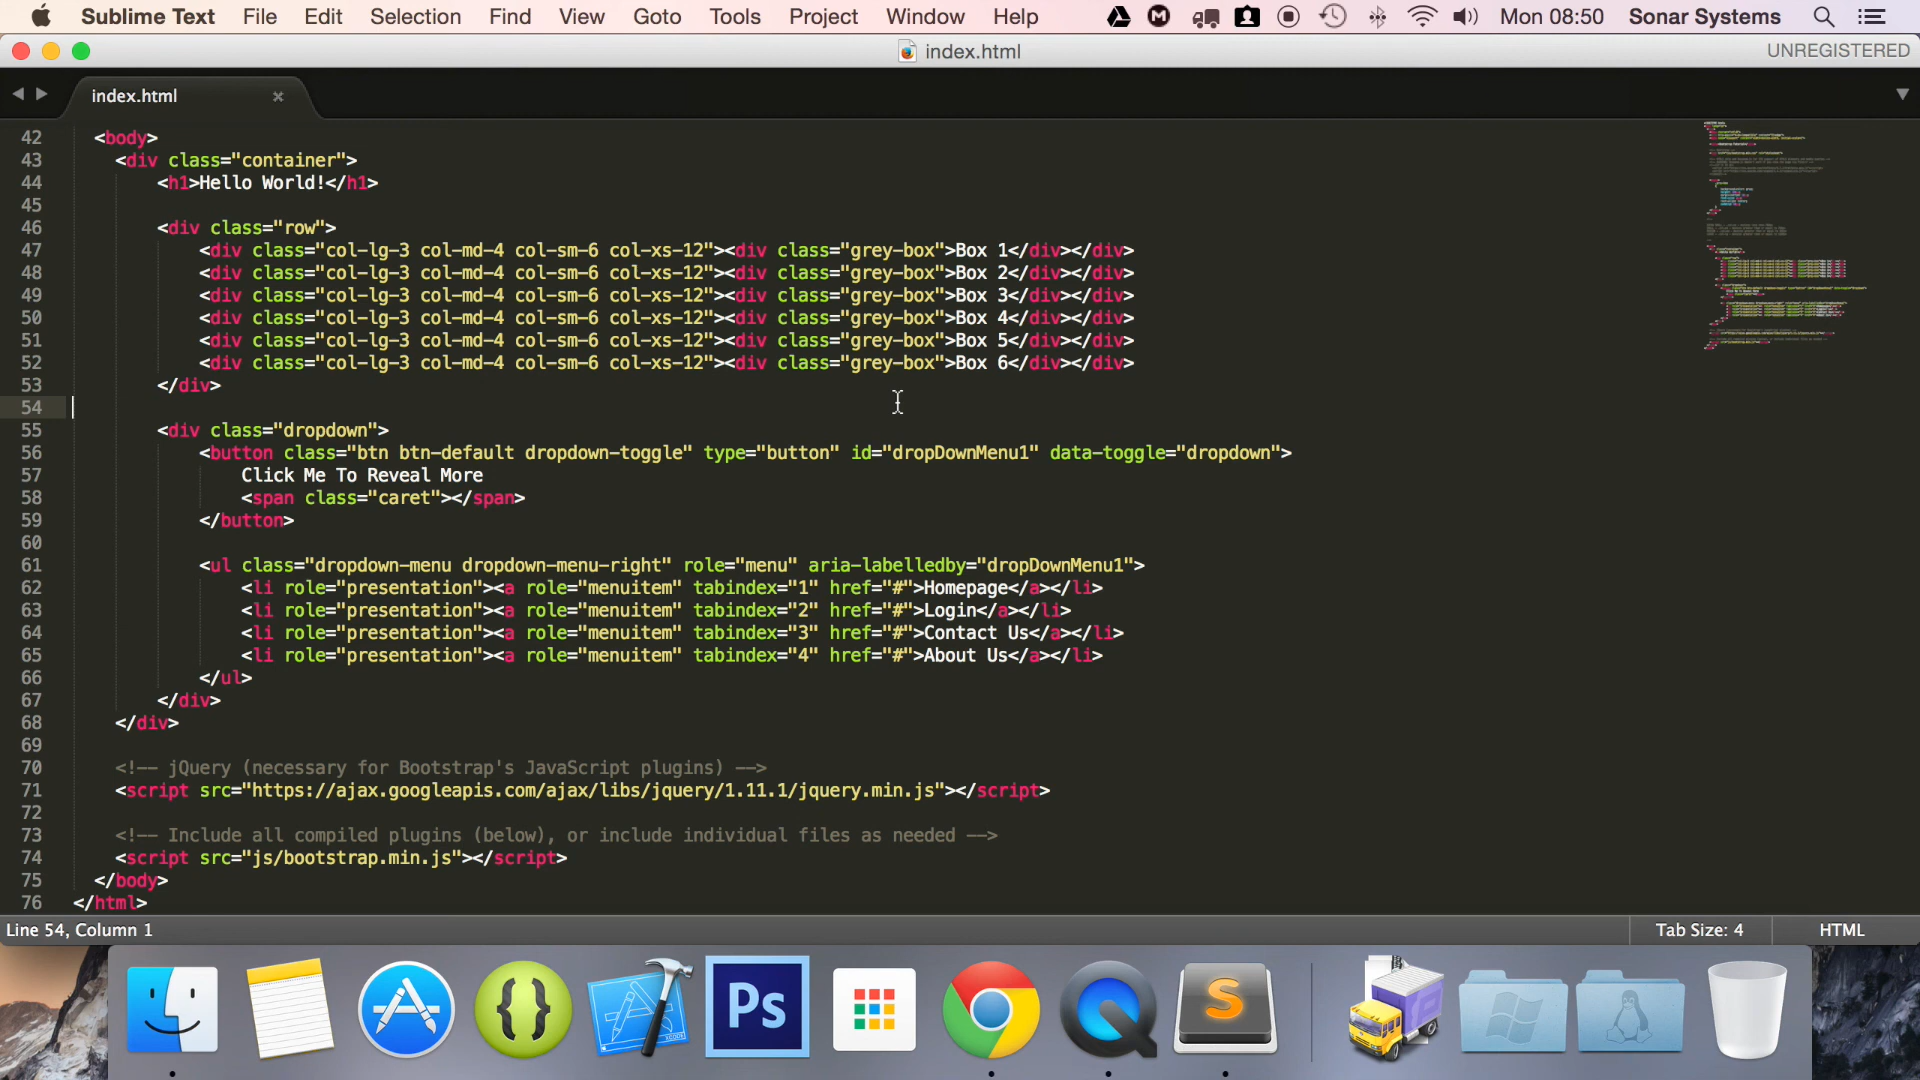 Sublime Text File Edit Selection Find View Goto Tools Project Window Help Mon 08:50 Sonar Systems
index.html UNREGISTERED
index.html
42 <body>
43 <div class="container">
44 <h1>Hello World!</h1>
45
46 <div class="row">
47 <div class="col-lg-3 col-md-4 col-sm-6 col-xs-12"><div class="grey-box">Box 1</div></div>
48 <div class="col-lg-3 col-md-4 col-sm-6 col-xs-12"><div class="grey-box">Box 2</div></div>
49 <div class="col-lg-3 col-md-4 col-sm-6 col-xs-12"><div class="grey-box">Box 3</div></div>
50 <div class="col-lg-3 col-md-4 col-sm-6 col-xs-12"><div class="grey-box">Box 4</div></div>
51 <div class="col-lg-3 col-md-4 col-sm-6 col-xs-12"><div class="grey-box">Box 5</div></div>
52 <div class="col-lg-3 col-md-4 col-sm-6 col-xs-12"><div class="grey-box">Box 6</div></div>
53 </div>
54
55 <div class="dropdown">
56 <button class="btn btn-default dropdown-toggle" type="button" id="dropDownMenu1" data-toggle="dropdown">
57 Click Me To Reveal More
58 <span class="caret"></span>
59 </button>
60
61 <ul class="dropdown-menu dropdown-menu-right" role="menu" aria-labelledby="dropDownMenu1">
62 <li role="presentation"><a role="menuitem" tabindex="1" href="#">Homepage</a></li>
63 <li role="presentation"><a role="menuitem" tabindex="2" href="#">Login</a></li>
64 <li role="presentation"><a role="menuitem" tabindex="3" href="#">Contact Us</a></li>
65 <li role="presentation"><a role="menuitem" tabindex="4" href="#">About Us</a></li>
66 </ul>
67 </div>
68 </div>
69
70 <!-- jQuery (necessary for Bootstrap's JavaScript plugins) -->
71 <script src="https://ajax.googleapis.com/ajax/libs/jquery/1.11.1/jquery.min.js"></script>
72
73 <!-- Include all compiled plugins (below), or include individual files as needed -->
74 <script src="js/bootstrap.min.js"></script>
75 </body>
76 </html>
Line 54, Column 1 Tab Size: 4 HTML
{} XCODE Ps S